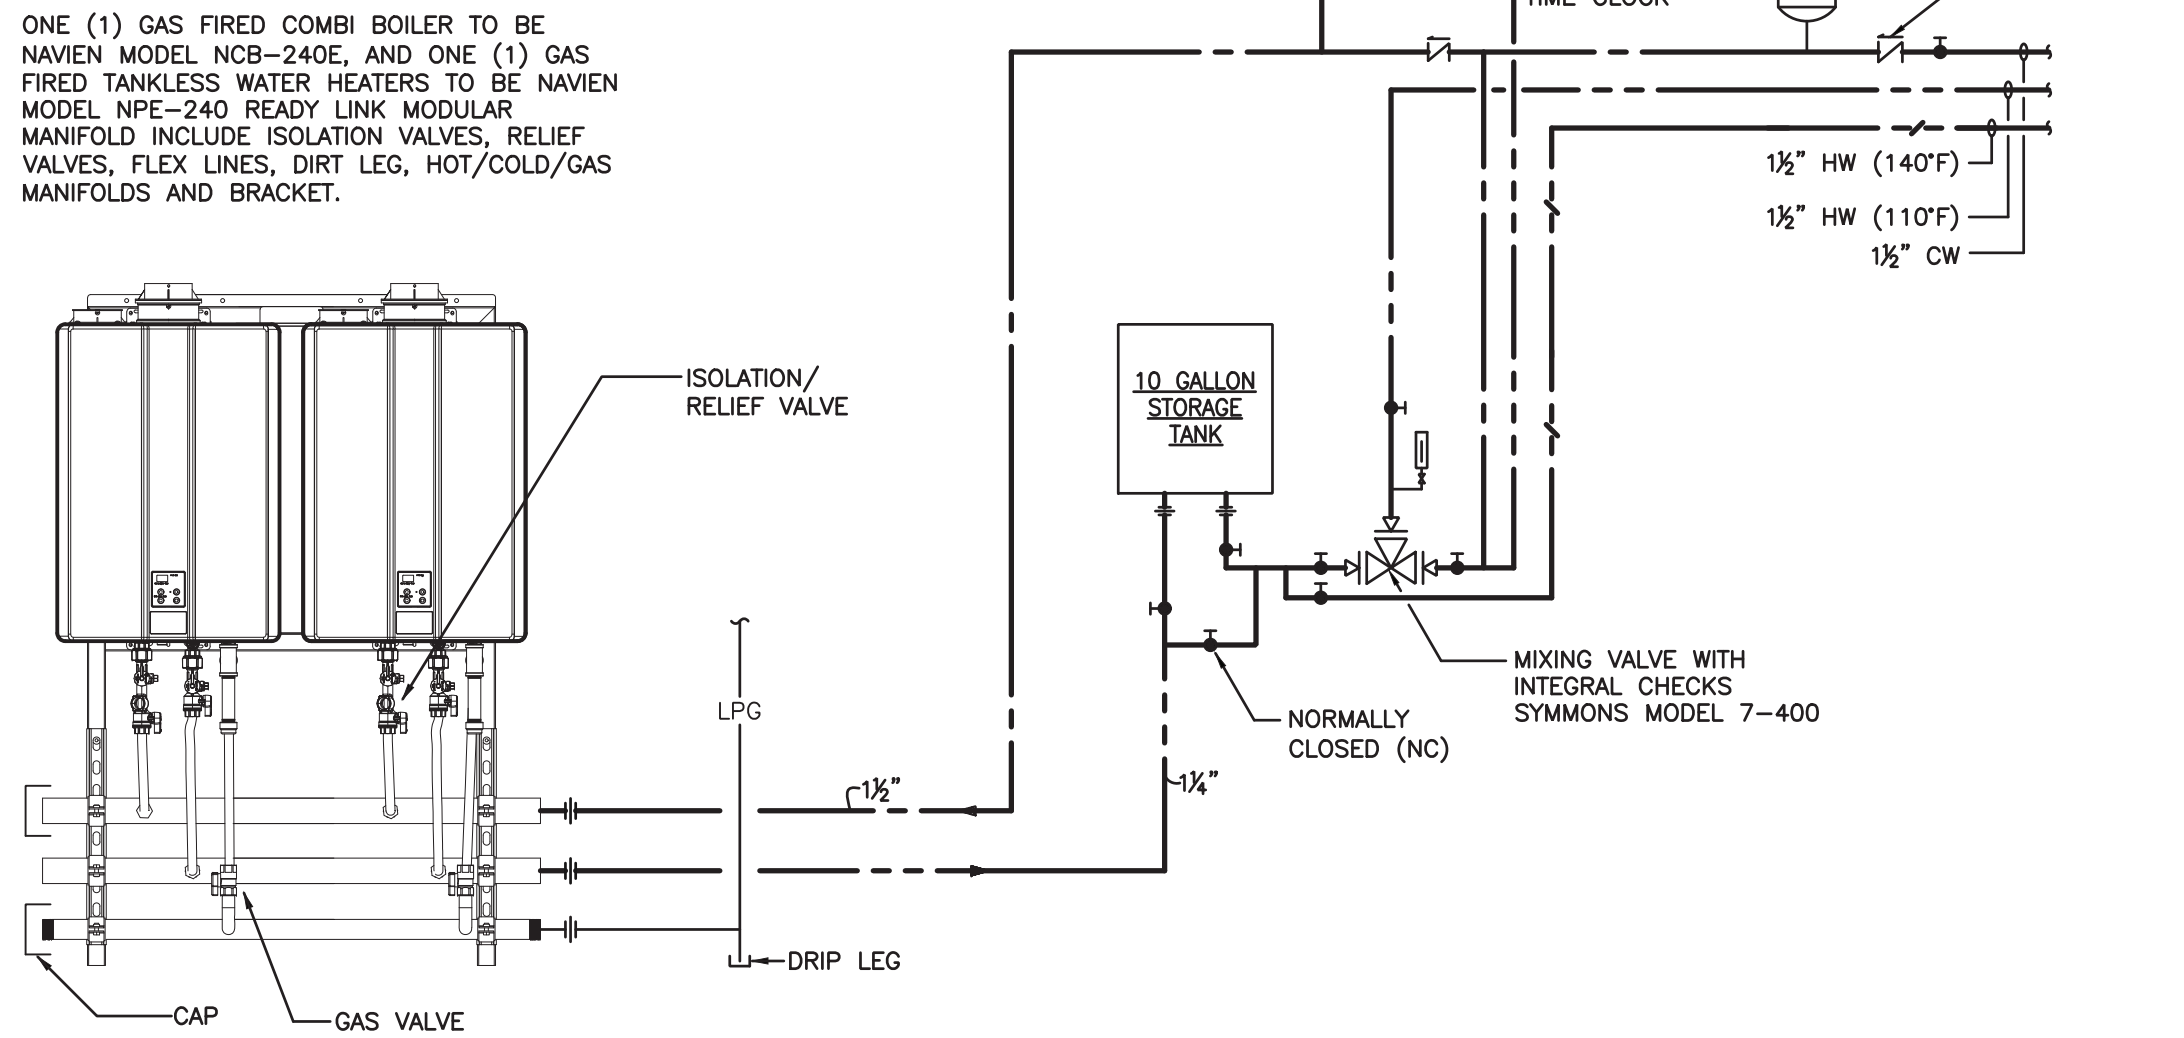 ONE (1) GAS FIRED COMBI BOILER TO BE
NAVIEN MODEL NCB-240E, AND ONE (1) GAS
FIRED TANKLESS WATER HEATERS TO BE NAVIEN
MODEL NPE-240 READY LINK MODULAR
MANIFOLD INCLUDE ISOLATION VALVES, RELIEF
VALVES, FLEX LINES, DIRT LEG, HOT/COLD/GAS
MANIFOLDS AND BRACKET.
TIME CLOCK
1½" HW (140°F)
1½" HW (110°F)
1½" CW
ISOLATION/
RELIEF VALVE
10 GALLON
STORAGE
TANK
MIXING VALVE WITH
INTEGRAL CHECKS
SYMMONS MODEL 7-400
LPG
NORMALLY
CLOSED (NC)
1½"
1¼"
DRIP LEG
CAP
GAS VALVE